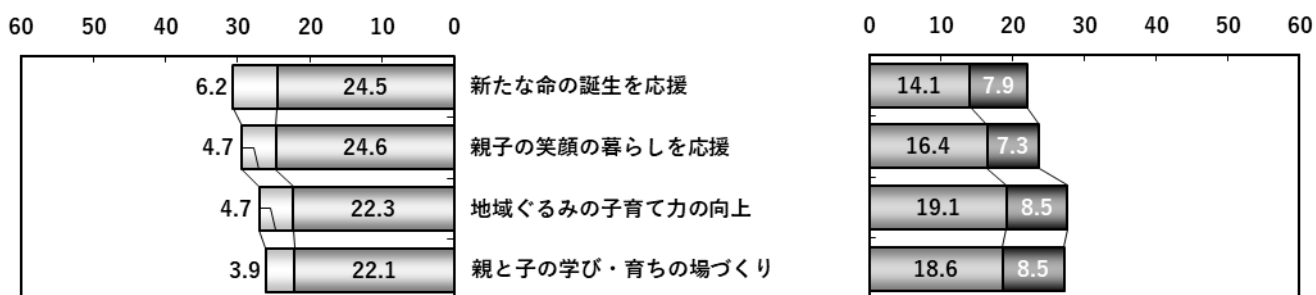 60 50 40 30 20 10 0 0 10 20 30 40 50 60
6.2 24.5 新たな命の誕生を応援 14.1 7.9
4.7 24.6 親子の笑顔の暮らしを応援 16.4 7.3
4.7 22.3 地域ぐるみの子育て力の向上 19.1 8.5
3.9 22.1 親と子の学び・育ちの場づくり 18.6 8.5